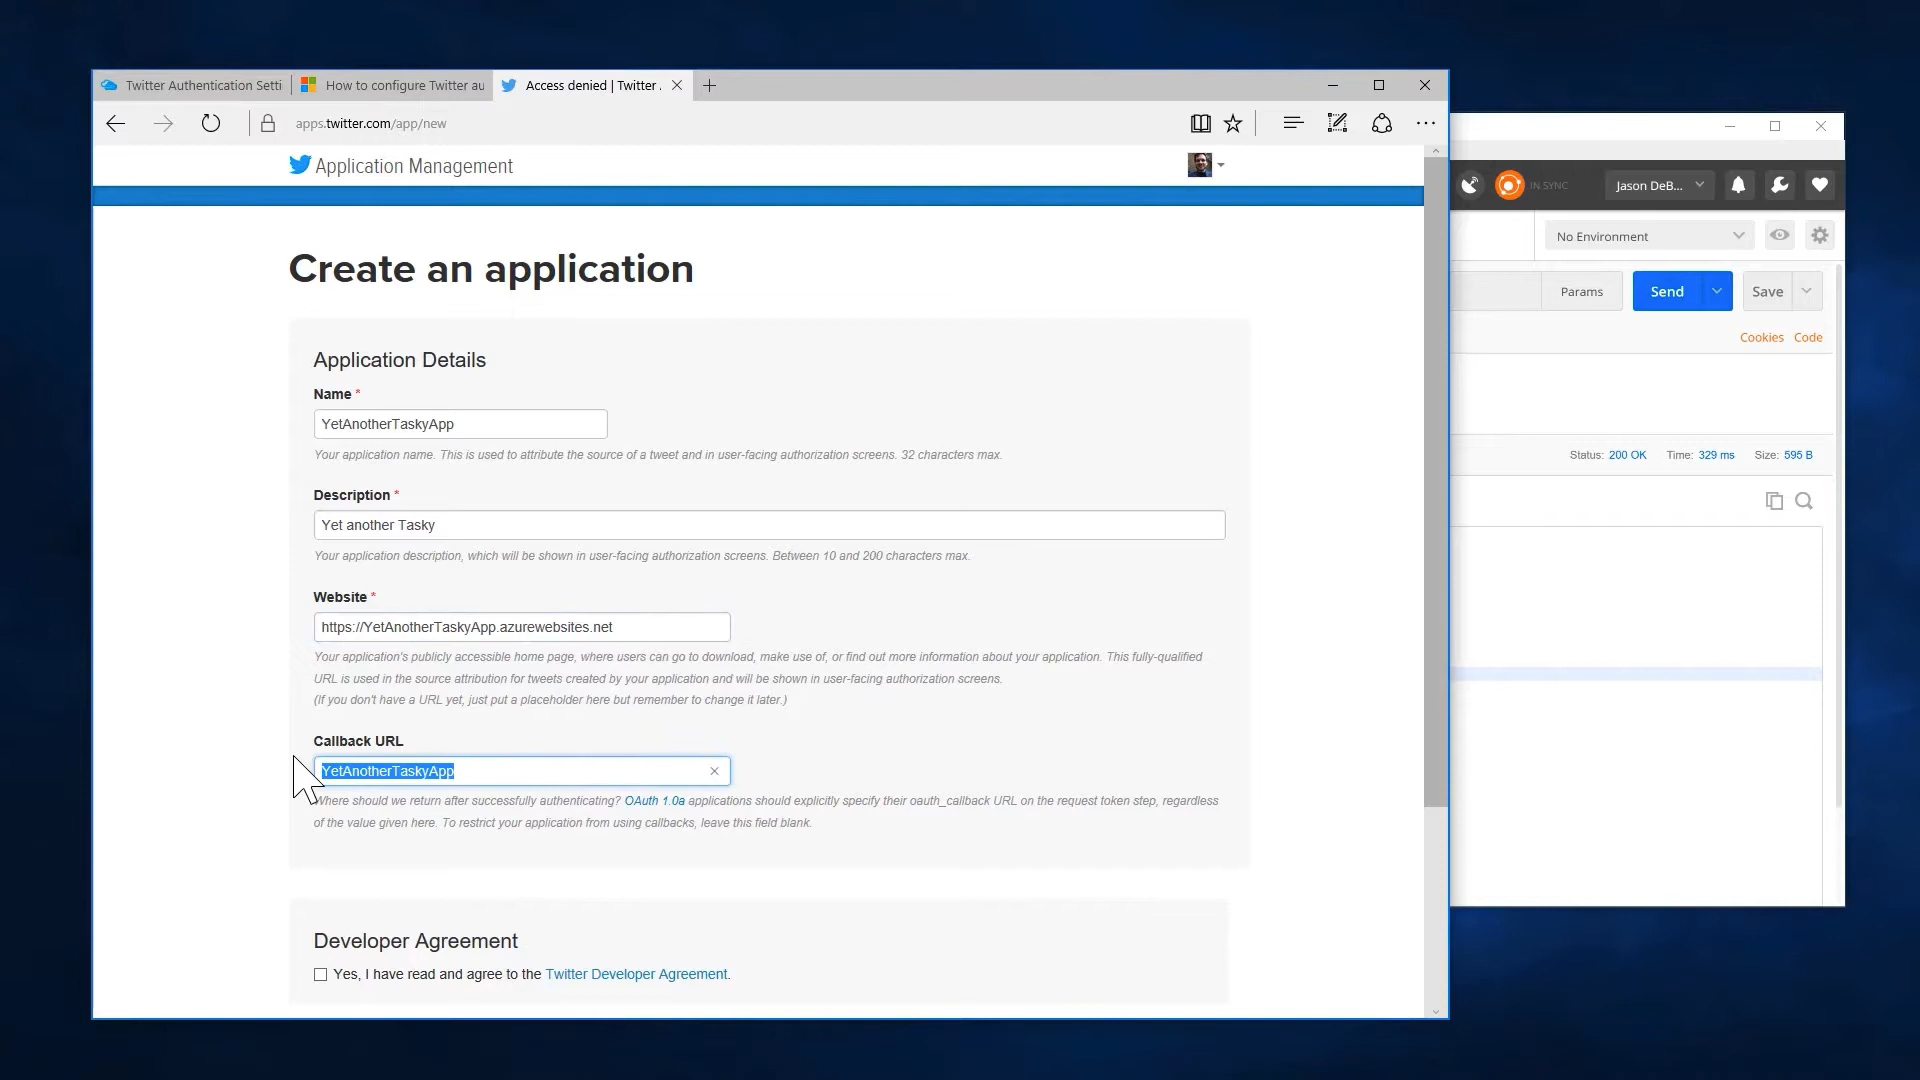 Twitter Authentication Setti
How to configure Twitter au
Access denied | Twitter .
apps.twitter.com/app/new
Application Management
IN SYNC
Jason DeB...
No Environment
Create an application
Params
Send
Save
Cookies
Code
Application Details
Name *
YetAnotherTaskyApp
Your application name. This is used to attribute the source of a tweet and in user-facing authorization screens. 32 characters max.
Status: 200 OK
Time: 329 ms
Size: 595 B
Description *
Yet another Tasky
Your application description, which will be shown in user-facing authorization screens. Between 10 and 200 characters max.
Website *
https://YetAnotherTaskyApp.azurewebsites.net
Your application's publicly accessible home page, where users can go to download, make use of, or find out more information about your application. This fully-qualified
URL is used in the source attribution for tweets created by your application and will be shown in user-facing authorization screens.
(If you don't have a URL yet, just put a placeholder here but remember to change it later.)
Callback URL
YetAnotherTaskyApp
Where should we return after successfully authenticating? OAuth 1.0a applications should explicitly specify their oauth_callback URL on the request token step, regardless
of the value given here. To restrict your application from using callbacks, leave this field blank.
Developer Agreement
Yes, I have read and agree to the Twitter Developer Agreement.